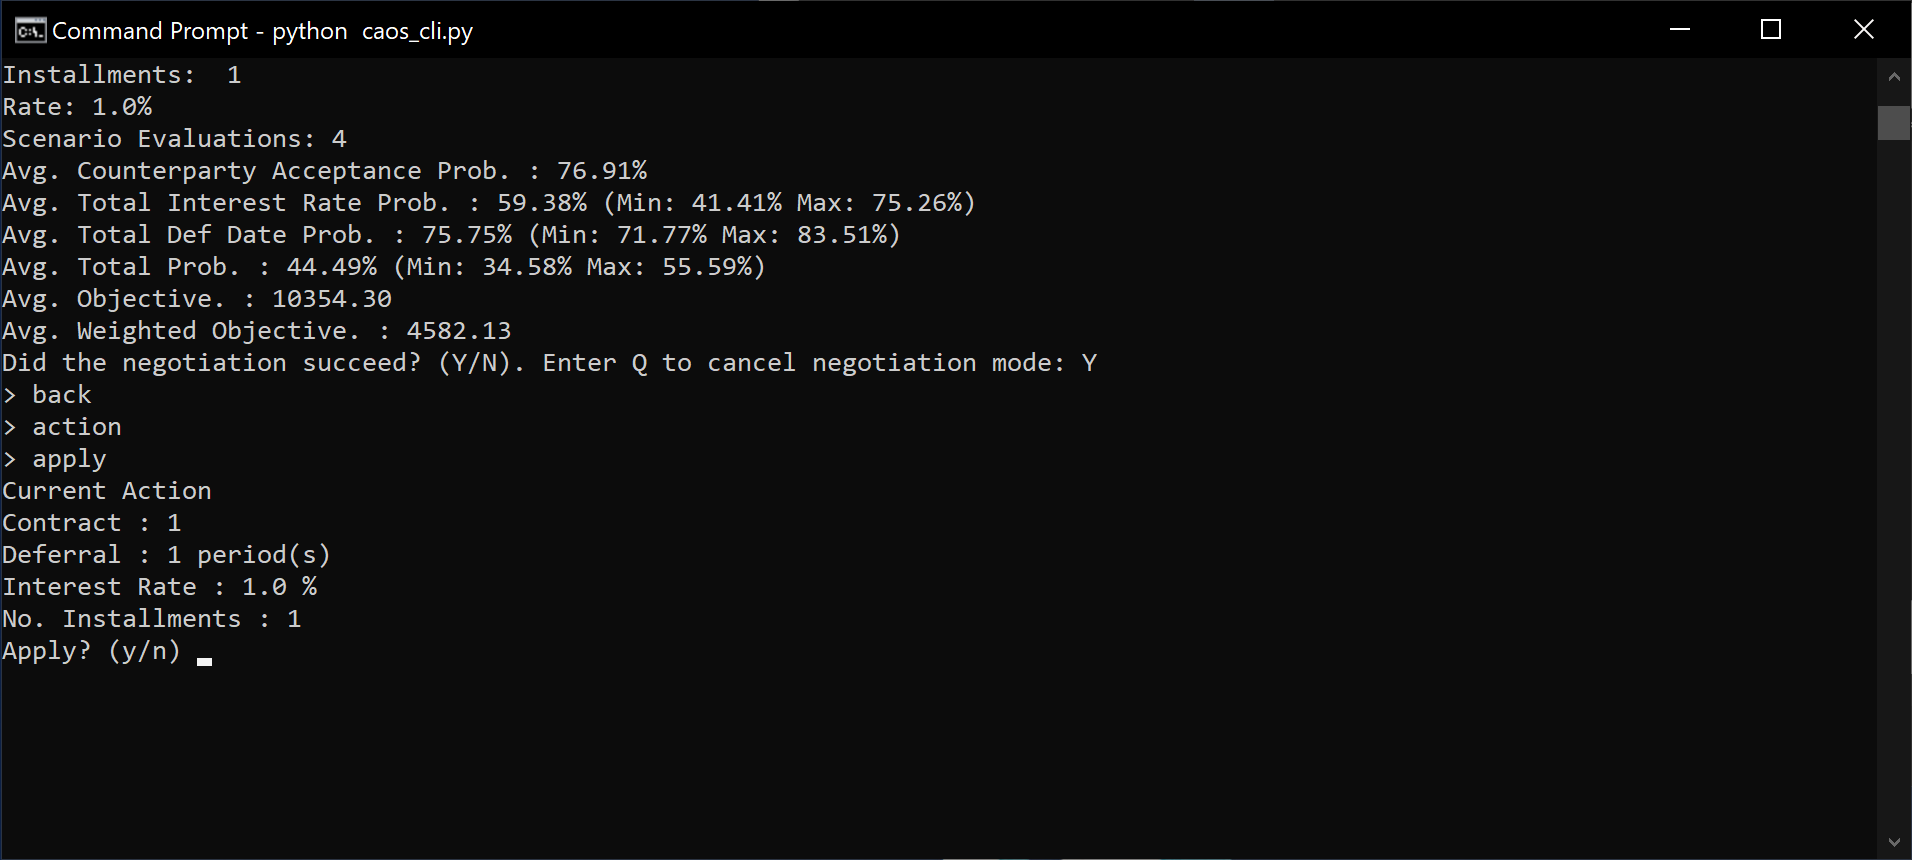 Command Prompt - python  caos_cli.py
Installments:  1
Rate: 1.0%
Scenario Evaluations: 4
Avg. Counterparty Acceptance Prob. : 76.91%
Avg. Total Interest Rate Prob. : 59.38% (Min: 41.41% Max: 75.26%)
Avg. Total Def Date Prob. : 75.75% (Min: 71.77% Max: 83.51%)
Avg. Total Prob. : 44.49% (Min: 34.58% Max: 55.59%)
Avg. Objective. : 10354.30
Avg. Weighted Objective. : 4582.13
Did the negotiation succeed? (Y/N). Enter Q to cancel negotiation mode: Y
> back
> action
> apply
Current Action
Contract : 1
Deferral : 1 period(s)
Interest Rate : 1.0 %
No. Installments : 1
Apply? (y/n)